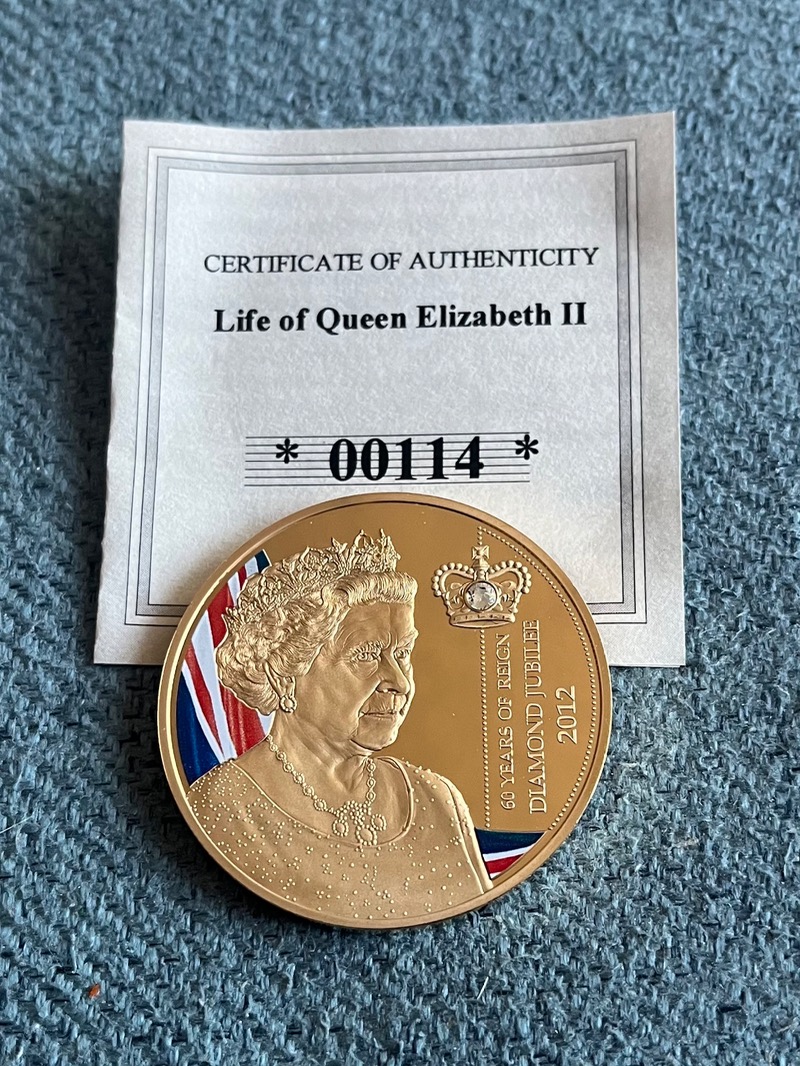 CERTIFICATE OF AUTHENTICITY
Life of Queen Elizabeth II
* 00114 *
60 YEARS OF REIGN
DIAMOND JUBILEE
2012